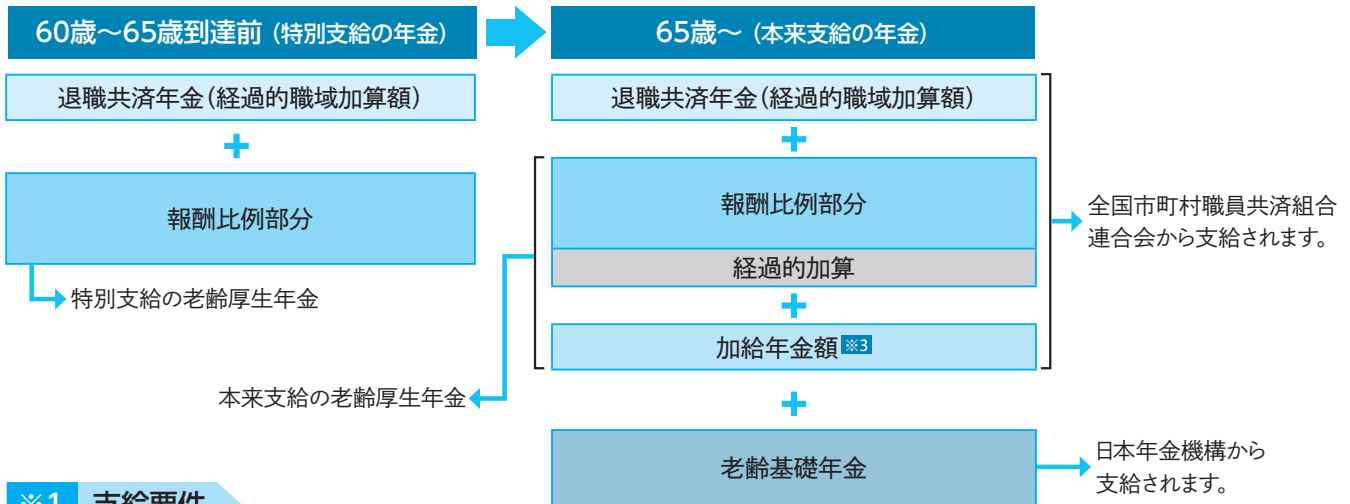 60歳～65歳到達前（特別支給の年金）
65歳～（本来支給の年金）
退職共済年金（経過的職域加算額）
＋
報酬比例部分
特別支給の老齢厚生年金
退職共済年金（経過的職域加算額）
＋
報酬比例部分
経過的加算
＋
加給年金額※3
本来支給の老齢厚生年金
全国市町村職員共済組合
連合会から支給されます。
＋
老齢基礎年金
日本年金機構から
支給されます。
※1 支給要件